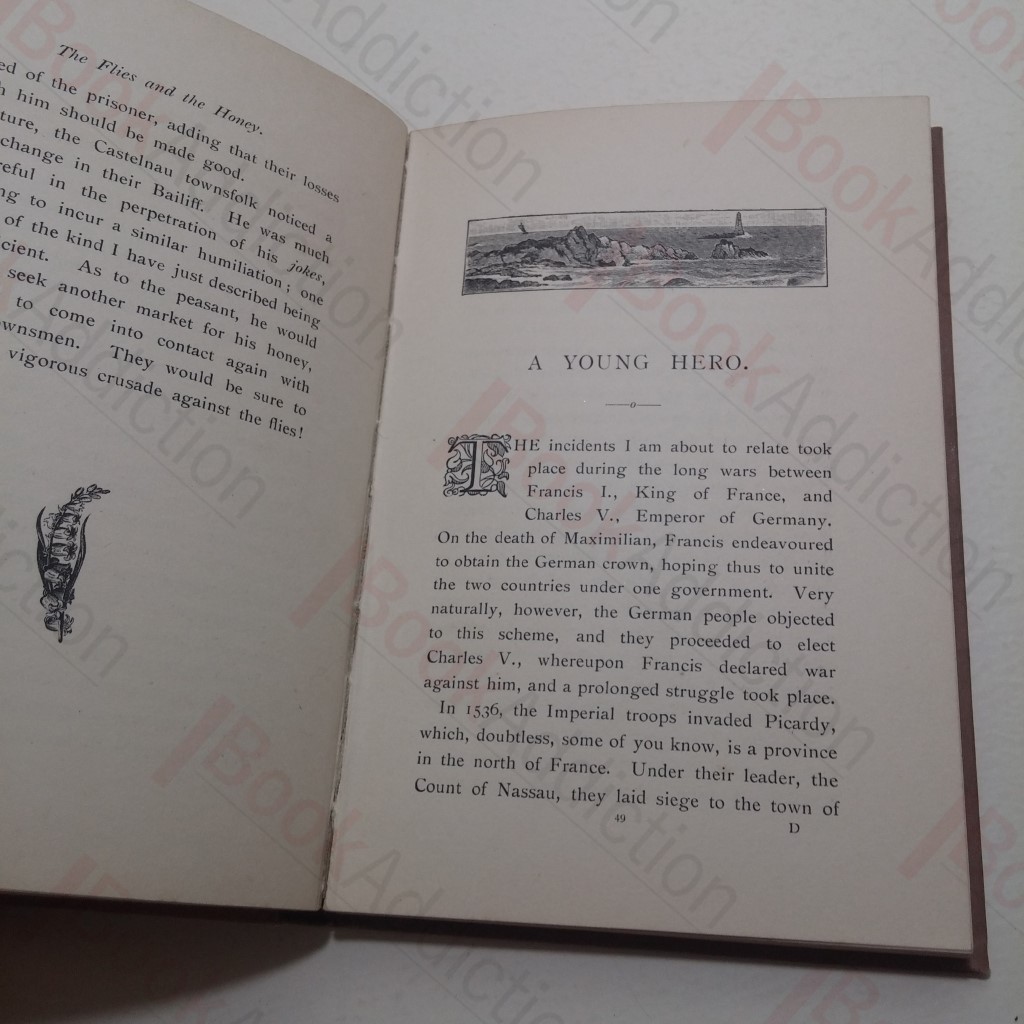 The Flies and the Honey.
of the prisoner, adding that their losses
him should be made good.
the Castelnau townsfolk noticed a
change in their Bailiff. He was much
in the perpetration of his jokes,
to incur a similar humiliation; one
of the kind I have just described being
As to the peasant, he would
seek another market for his honey,
to come into contact again with
They would be sure to
vigorous crusade against the flies!
A YOUNG HERO.
THE incidents I am about to relate took
place during the long wars between
Francis I., King of France, and
Charles V., Emperor of Germany.
On the death of Maximilian, Francis endeavoured
to obtain the German crown, hoping thus to unite
the two countries under one government. Very
naturally, however, the German people objected
to this scheme, and they proceeded to elect
Charles V., whereupon Francis declared war
against him, and a prolonged struggle took place.
In 1536, the Imperial troops invaded Picardy,
which, doubtless, some of you know, is a province
in the north of France. Under their leader, the
Count of Nassau, they laid siege to the town of
49
D
BookAddiction